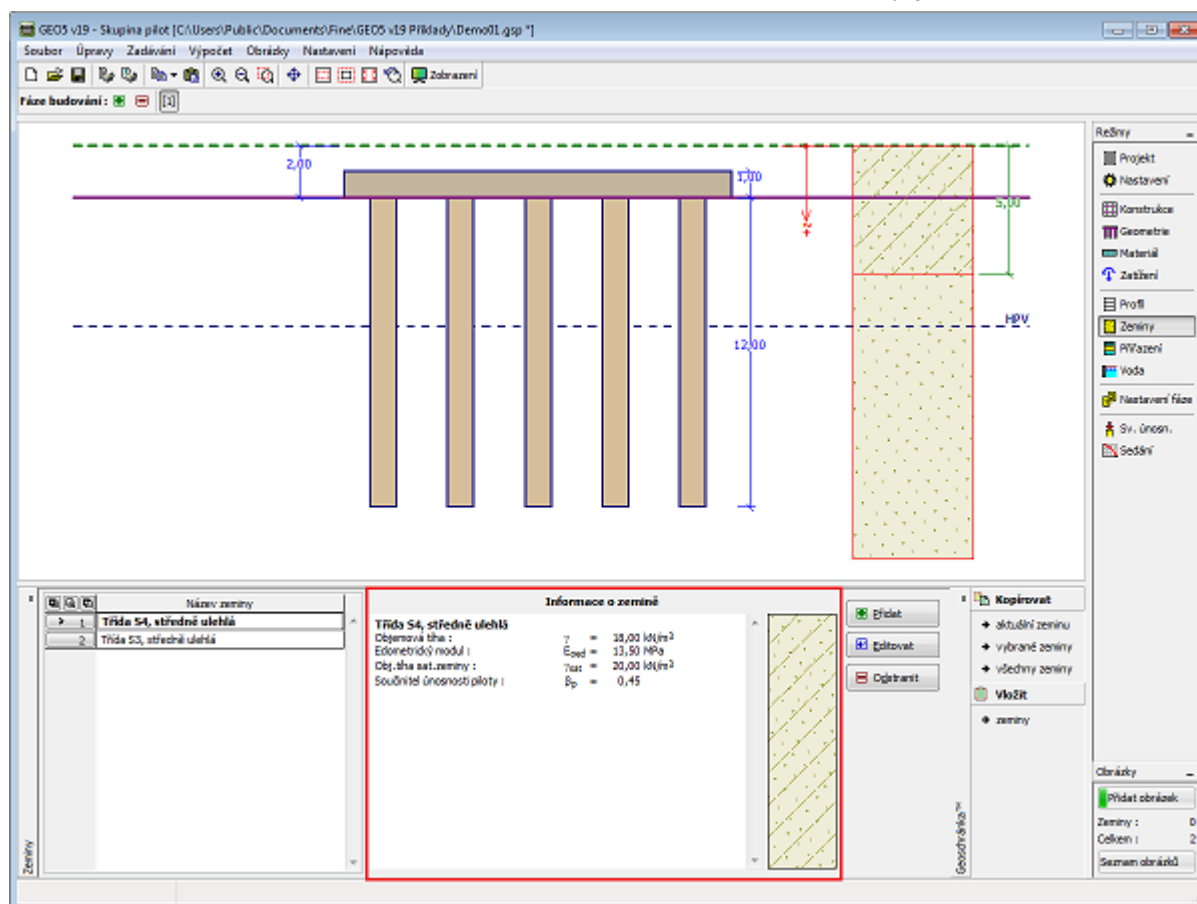 GEO5 v19 - Skupina pilot [C:\Users\Public\Documents\Fine\GEO5 v19 Příklady\Demo01.gsp *]
Soubor Úpravy Zadávání Výpočet Obrázky Nastavení Nápověda
Zobrazení
Fáze budování : [1]
2,00
1,00
+z
5,00
HPV
12,00
Režimy
Projekt
Nastavení
Konstrukce
Geometrie
Materiál
Zatížení
Profil
Zeminy
Přiřazení
Voda
Nastavení fáze
Sv. únosn.
Sedání
Název zeminy
> 1 Třída S4, středně ulehlá
2 Třída S3, středně ulehlá
Zeminy
Informace o zemině
Třída S4, středně ulehlá
Objemová tíha : γ = 18,00 kN/m3
Edometrický modul : Eoed = 13,50 MPa
Obj.tíha sat.zeminy : γsat = 20,00 kN/m3
Součinitel únosnosti piloty : βp = 0,45
Přidat
Editovat
Odstranit
Geoschránka™
Kopírovat
aktuální zeminu
vybrané zeminy
všechny zeminy
Vložit
zeminy
Obrázky
Přidat obrázek
Zeminy : 0
Celkem : 2
Seznam obrázků